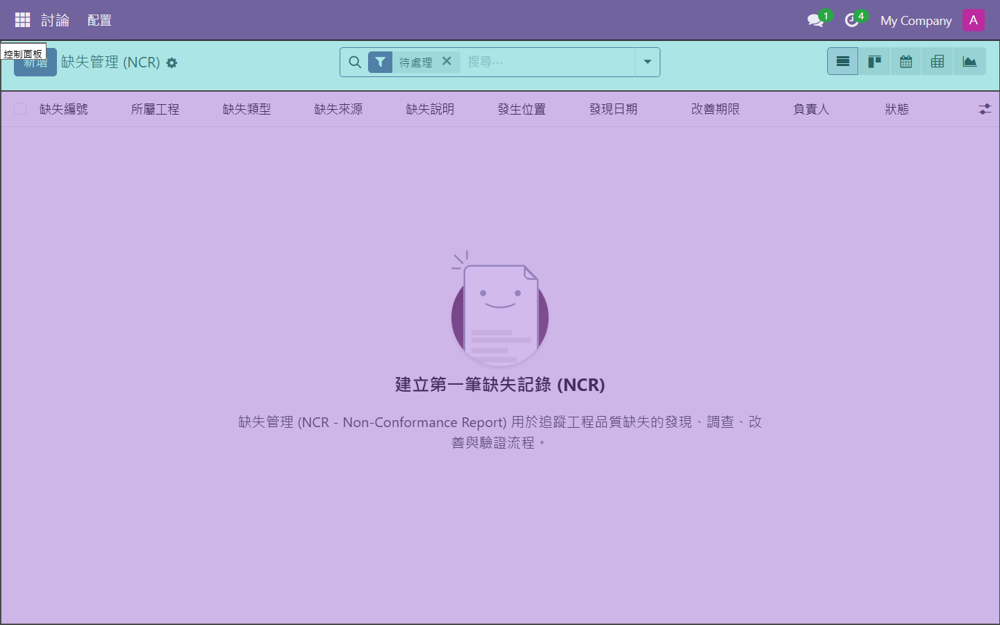 討論 配置 1 4 My Company A
控制面板
新增 缺失管理 (NCR) 待處理 搜尋...
缺失編號 所屬工程 缺失類型 缺失來源 缺失說明 發生位置 發現日期 改善期限 負責人 狀態
建立第一筆缺失記錄 (NCR)
缺失管理 (NCR - Non-Conformance Report) 用於追蹤工程品質缺失的發現、調查、改
善與驗證流程。